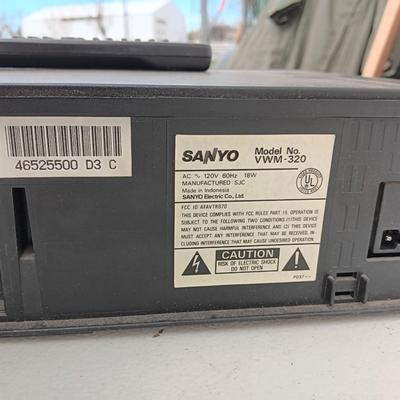 46525500 D3 C
SANYO
Model No.
VWM-320
AC ~ 120V 60Hz 18W
MANUFACTURED: SJC
Made in Indonesia
SANYO Electric Co., Ltd.
UL
FCC ID AFAVTR870
THIS DEVICE COMPLIES WITH FCC RULES PART 15. OPERATION IS
SUBJECT TO THE FOLLOWING TWO CONDITIONS:(1)THIS DEVICE
MAY NOT CAUSE HARMFUL INTERFERENCE AND (2) THIS DEVICE
MUST ACCEPT ANY INTERFERENCE THAT MAY BE RECEIVED, INCLUD-
ING INTERFERENCE THAT MAY CAUSE UNDESIRED OPERATION.
CAUTION
RISK OF ELECTRIC SHOCK
DO NOT OPEN